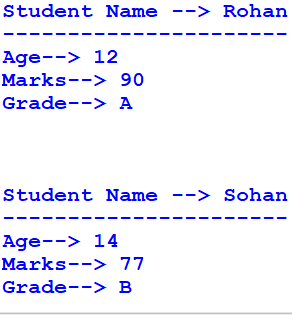 Student Name --> Rohan
----------------------
Age--> 12
Marks--> 90
Grade--> A
Student Name --> Sohan
----------------------
Age--> 14
Marks--> 77
Grade--> B